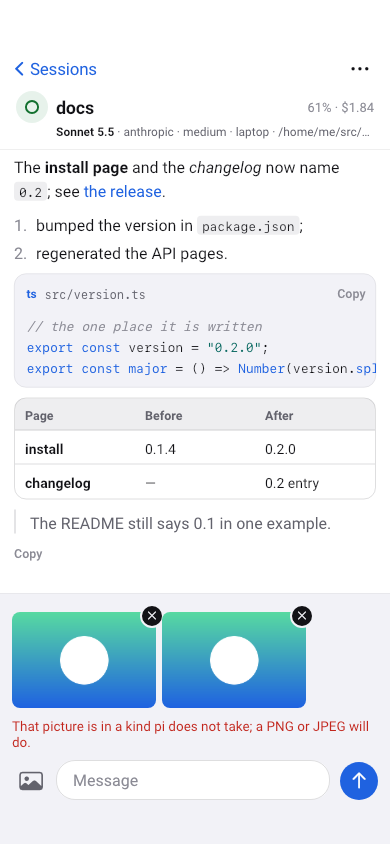 Sessions
docs
61% · $1.84
Sonnet 5.5 · anthropic · medium · laptop · /home/me/src/…
The install page and the changelog now name
0.2; see the release.
1. bumped the version in package.json;
2. regenerated the API pages.
ts src/version.ts
Copy
// the one place it is written
export const version = "0.2.0";
export const major = () => Number(version.spl
Page Before After
install 0.1.4 0.2.0
changelog — 0.2 entry
The README still says 0.1 in one example.
Copy
That picture is in a kind pi does not take; a PNG or JPEG will
do.
Message